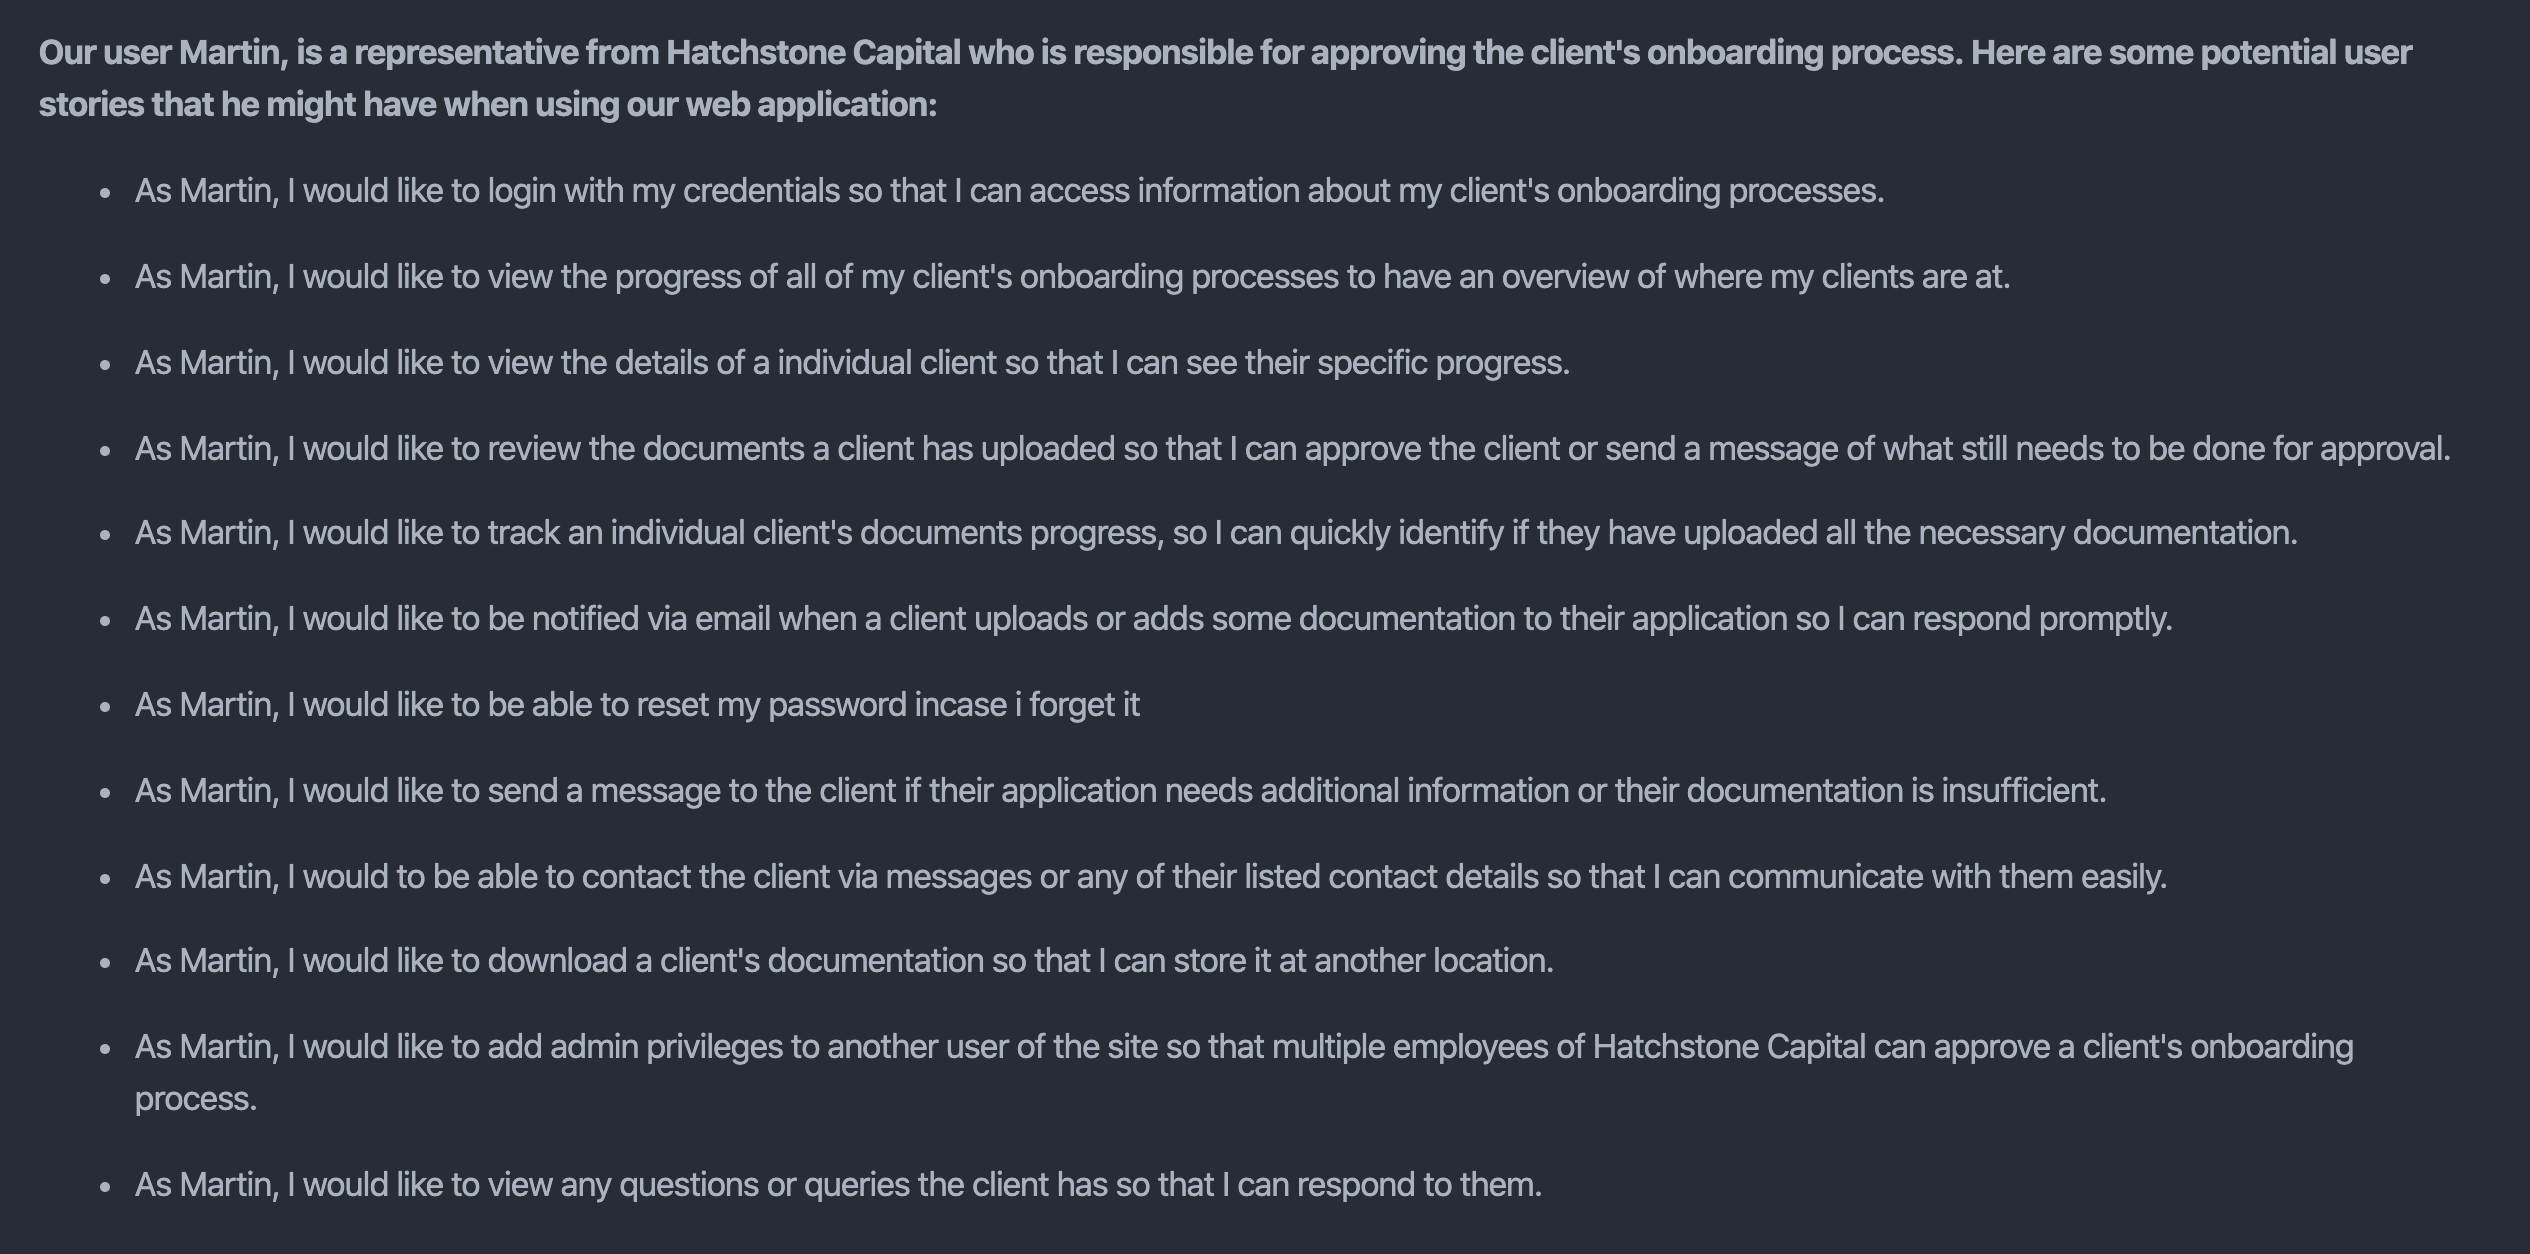 Our user Martin, is a representative from Hatchstone Capital who is responsible for approving the client's onboarding process. Here are some potential user
stories that he might have when using our web application:
• As Martin, I would like to login with my credentials so that I can access information about my client's onboarding processes.
• As Martin, I would like to view the progress of all of my client's onboarding processes to have an overview of where my clients are at.
• As Martin, I would like to view the details of a individual client so that I can see their specific progress.
• As Martin, I would like to review the documents a client has uploaded so that I can approve the client or send a message of what still needs to be done for approval.
• As Martin, I would like to track an individual client's documents progress, so I can quickly identify if they have uploaded all the necessary documentation.
• As Martin, I would like to be notified via email when a client uploads or adds some documentation to their application so I can respond promptly.
• As Martin, I would like to be able to reset my password incase i forget it
• As Martin, I would like to send a message to the client if their application needs additional information or their documentation is insufficient.
• As Martin, I would to be able to contact the client via messages or any of their listed contact details so that I can communicate with them easily.
• As Martin, I would like to download a client's documentation so that I can store it at another location.
• As Martin, I would like to add admin privileges to another user of the site so that multiple employees of Hatchstone Capital can approve a client's onboarding
process.
• As Martin, I would like to view any questions or queries the client has so that I can respond to them.